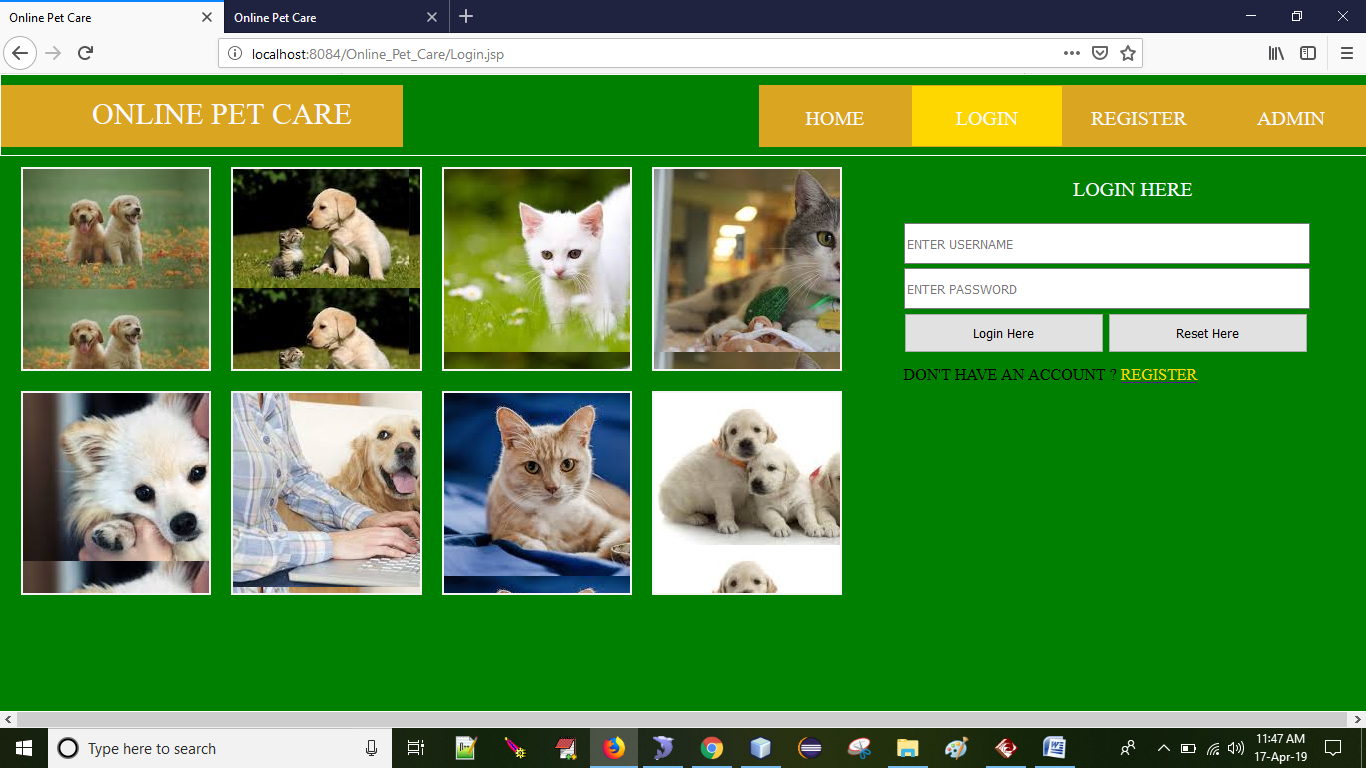 Online Pet Care
Online Pet Care
localhost:8084/Online_Pet_Care/Login.jsp
ONLINE PET CARE
HOME
LOGIN
REGISTER
ADMIN
LOGIN HERE
ENTER USERNAME
ENTER PASSWORD
Login Here
Reset Here
DON'T HAVE AN ACCOUNT ? REGISTER
Type here to search
11:47 AM
17-Apr-19